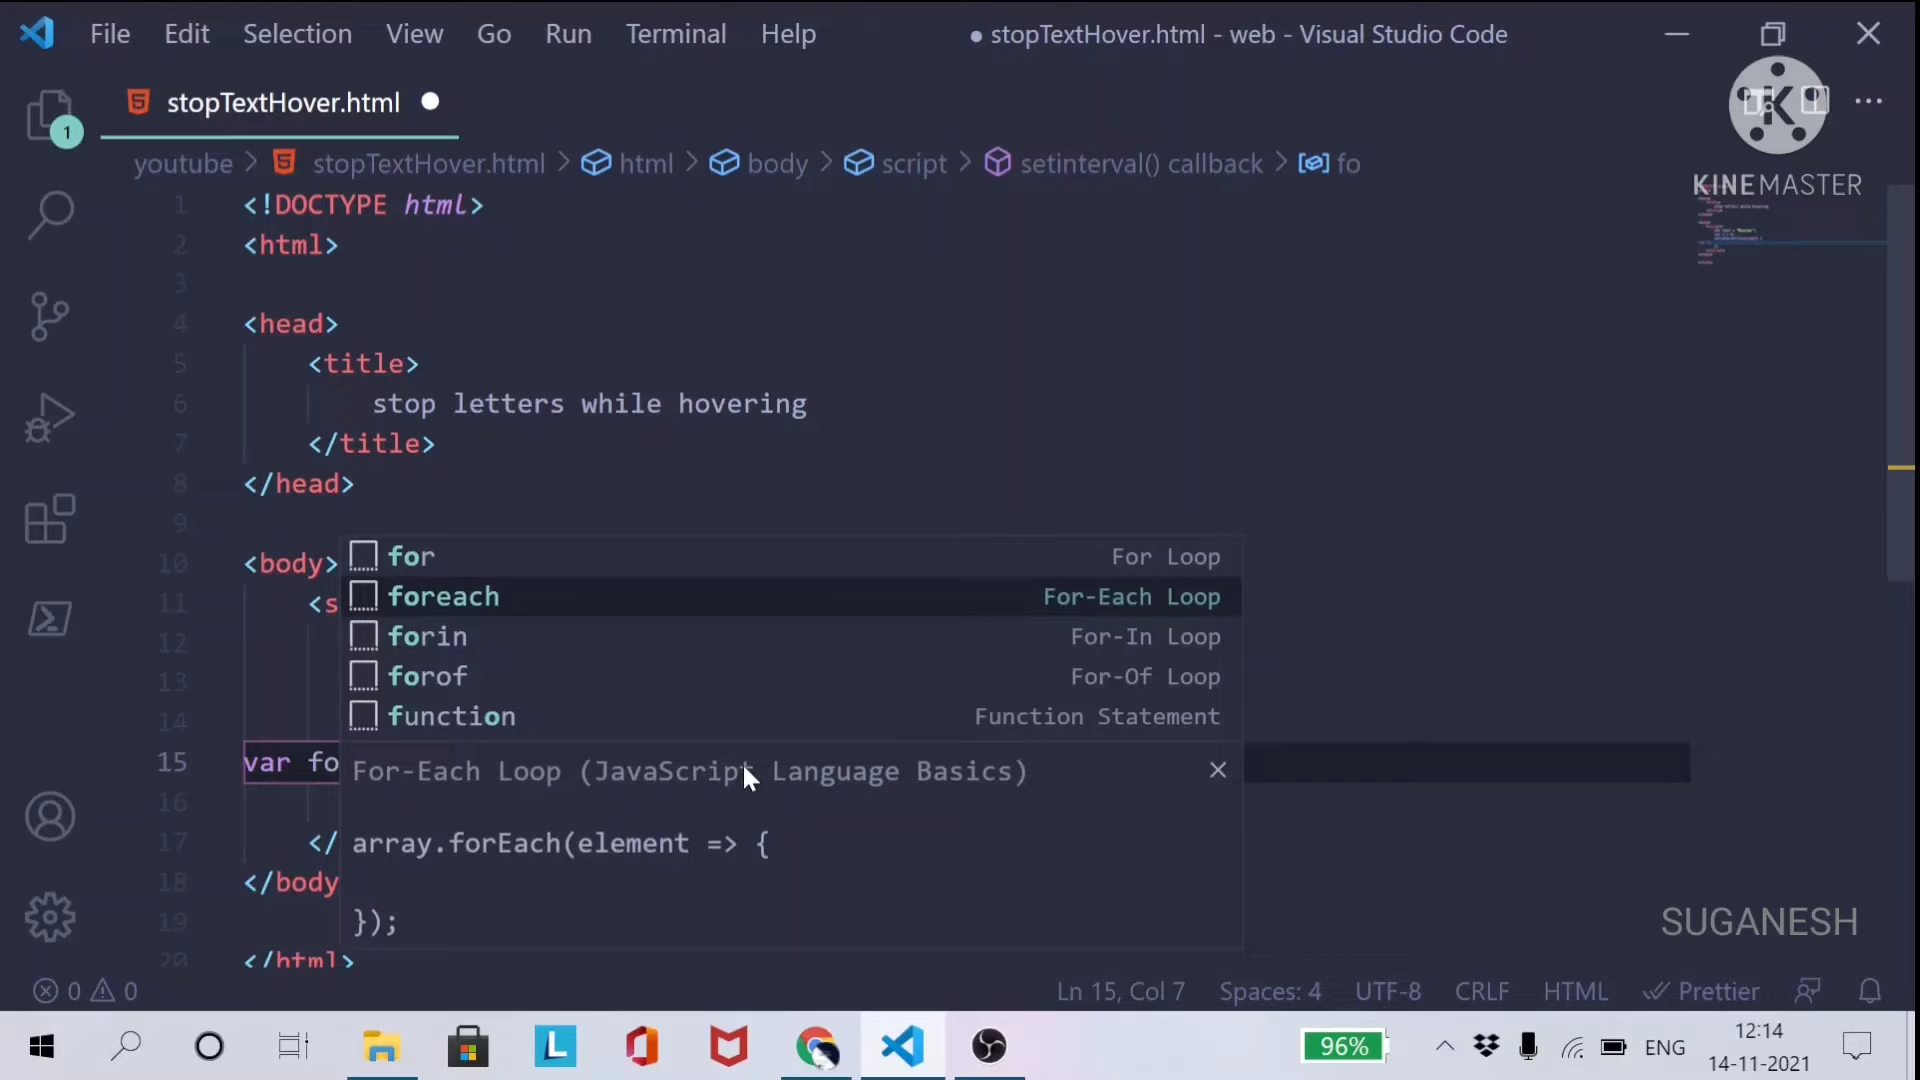 File Edit Selection View Go Run Terminal Help
● stopTextHover.html - web - Visual Studio Code
stopTextHover.html
KINEMASTER
1
youtube > stopTextHover.html > html > body > script > setinterval() callback > fo
1 <!DOCTYPE html>
2 <html>
3
4 <head>
5 <title>
6 stop letters while hovering
7 </title>
8 </head>
9
10 <body>
11 <s
12
13
14
15 var fo
16
17 </
18 </body
19
20 </html>
for For Loop
foreach For-Each Loop
forin For-In Loop
forof For-Of Loop
function Function Statement
For-Each Loop (JavaScript Language Basics)
array.forEach(element => {
});
SUGANESH
0 0
Ln 15, Col 7 Spaces: 4 UTF-8 CRLF HTML Prettier
96% ENG
12:14
14-11-2021